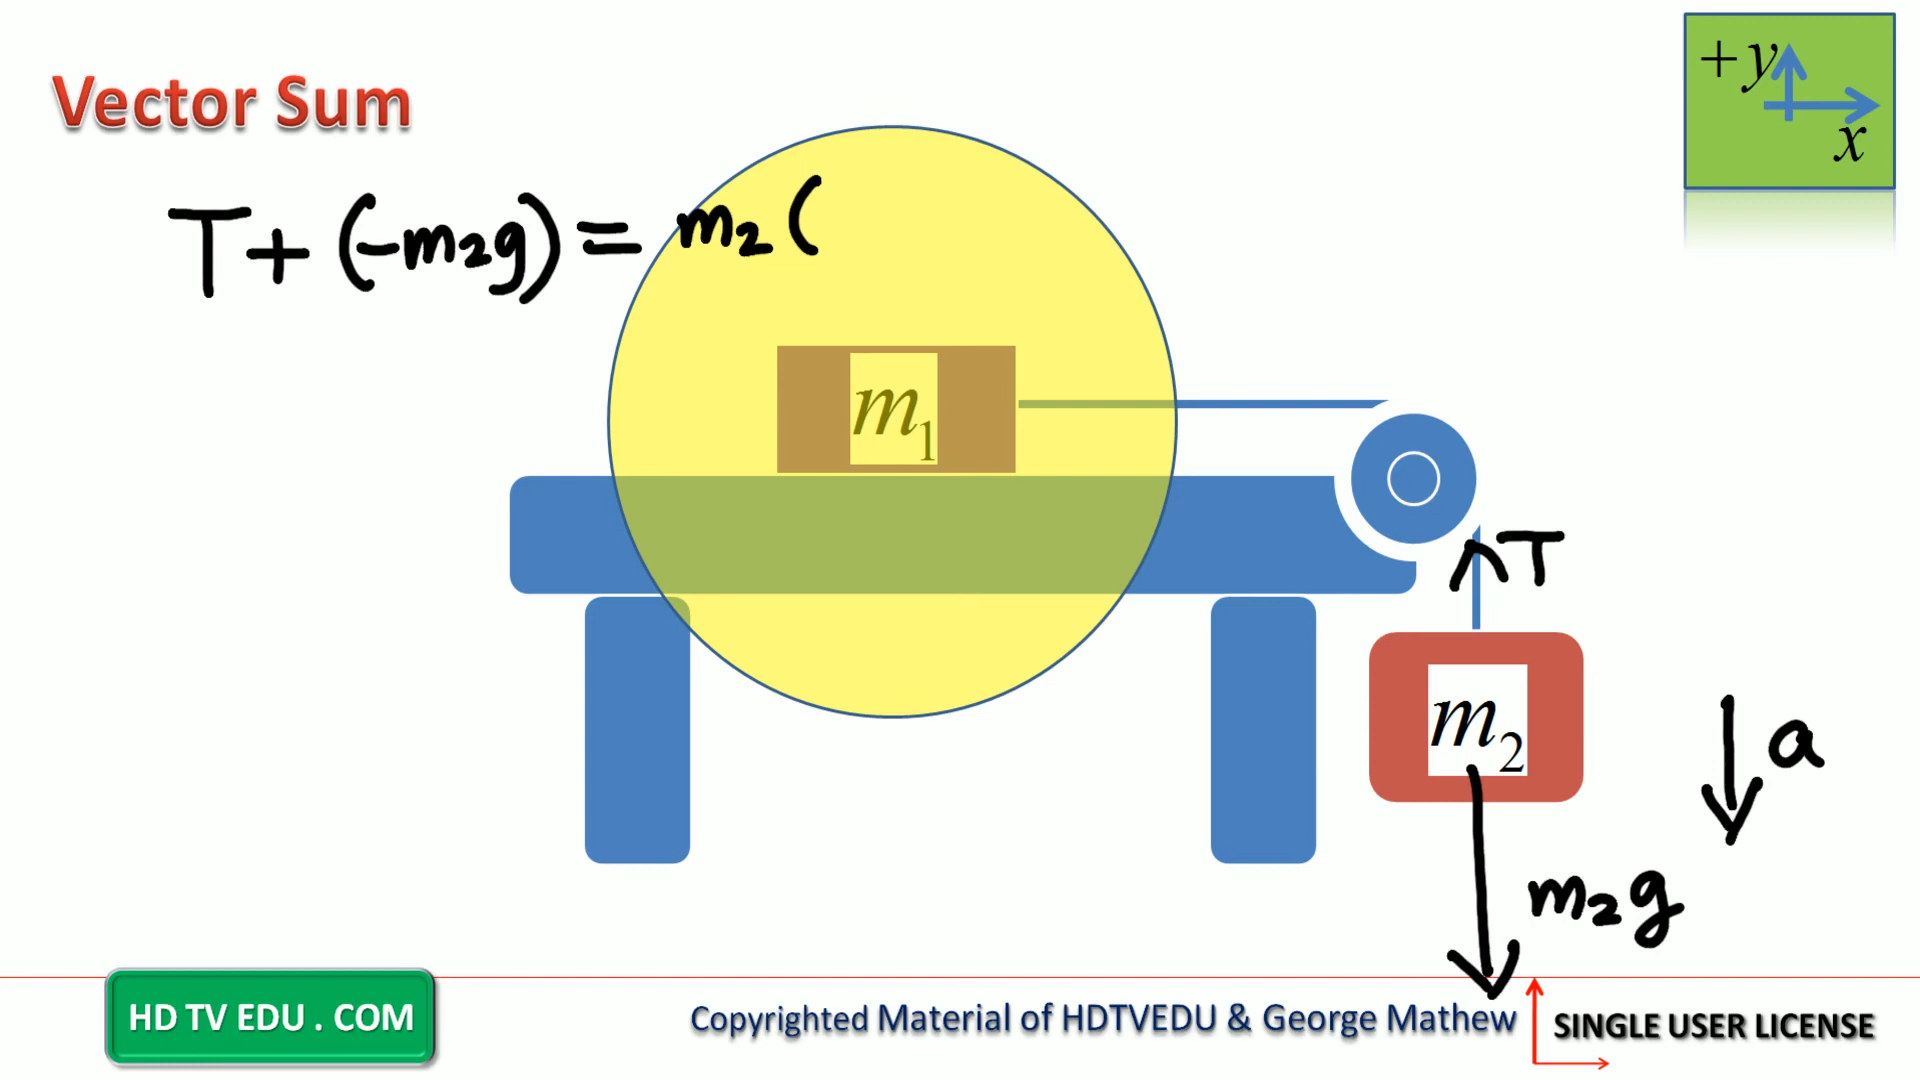 +y
x
Vector Sum
T + (-m₂g) = m₂ (
m₁
T
m₂
a
m₂g
HD TV EDU . COM
Copyrighted Material of HDTVEDU & George Mathew
SINGLE USER LICENSE